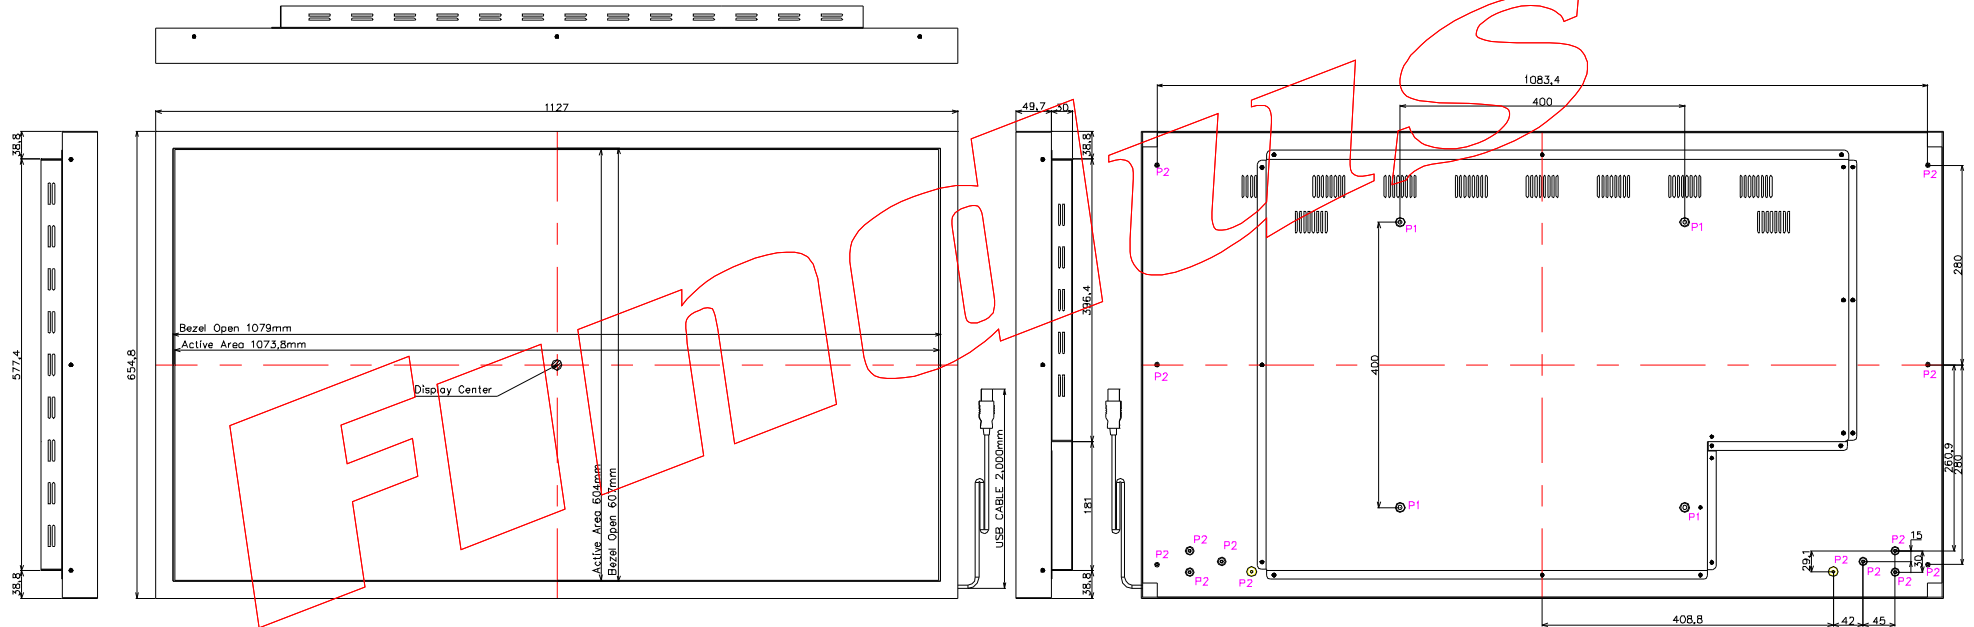 1127
49,7
30
1083,4
400
38,8
577,4
38,8
654,8
Bezel Open 1079mm
Active Area 1073,8mm
Display Center
Active Area 604mm
Bezel Open 607mm
USB CABLE 2,000mm
38,8
396,4
181
38,8
P2
P2
P1
P1
400
280
P2
P2
260,9
280
P1
P1
P2
P2
P2
P2
P2
P2
15
29,1
P2
P2
30
P2
P2
408,8
42
45